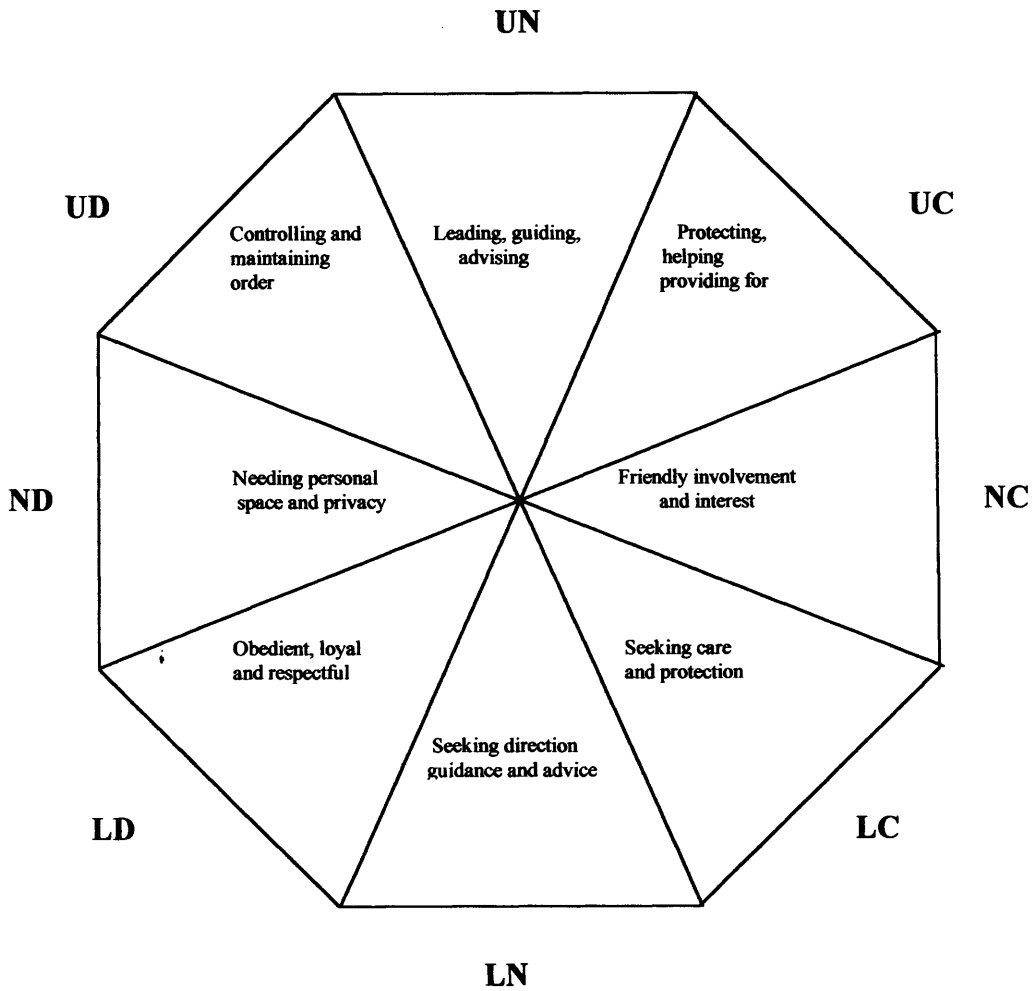 UN
UD
UC
Controlling and
maintaining
order
Leading, guiding,
advising
Protecting,
helping
providing for
ND
Needing personal
space and privacy
Friendly involvement
and interest
NC
Obedient, loyal
and respectful
Seeking care
and protection
Seeking direction
guidance and advice
LD
LC
LN